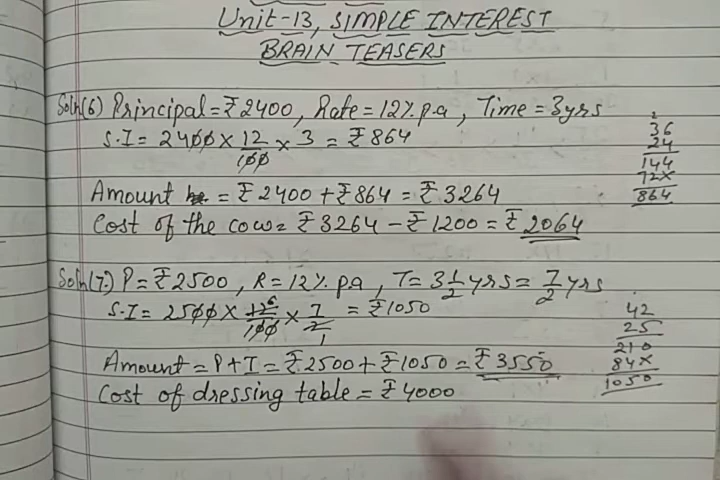 Unit-13, SIMPLE INTEREST
BRAIN TEASERS
Soln(6) Principal = ₹2400, Rate = 12% p.a, Time = 3yrs
S.I = 2400 × 12/100 × 3 = ₹864
Amount = ₹2400 + ₹864 = ₹3264
Cost of the cow = ₹3264 - ₹1200 = ₹2064
36
24
144
72×
864
Soln(7.) P = ₹2500, R = 12% p.a, T = 3 1/2 yrs = 7/2 yrs
S.I = 2500 × 12/100 × 7/2 = ₹1050
Amount = P+I = ₹2500 + ₹1050 = ₹3550
Cost of dressing table = ₹4000
42
25
210
84×
1050